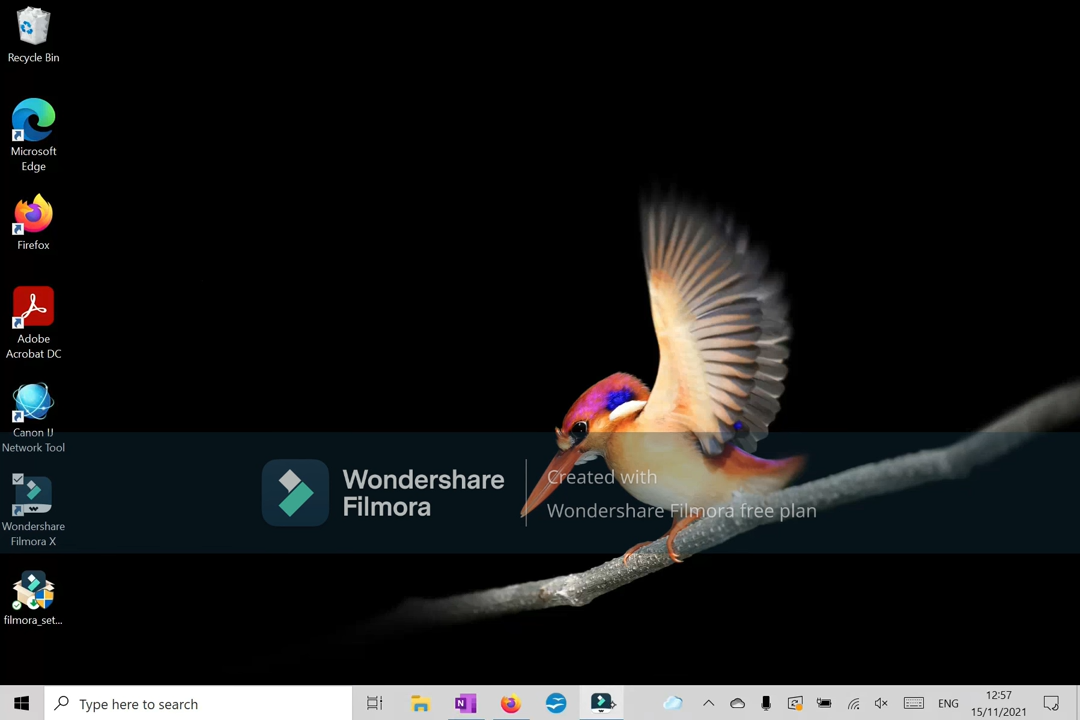 Recycle Bin
Microsoft
Edge
Firefox
Adobe
Acrobat DC
Canon IJ
Network Tool
Wondershare
Filmora X
filmora_set...
Wondershare
Filmora
Created with
Wondershare Filmora free plan
Type here to search
N
ENG
12:57
15/11/2021